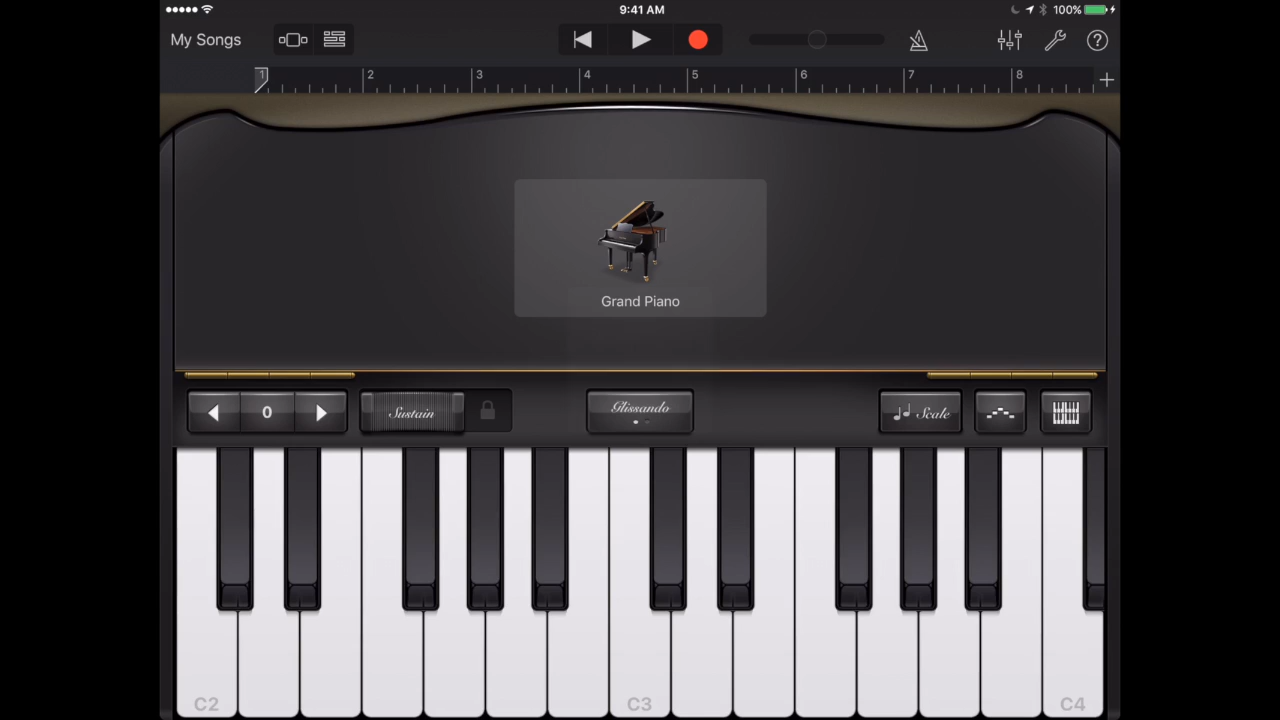 9:41 AM
100%
My Songs
1 2 3 4 5 6 7 8
Grand Piano
0
Sustain
Glissando
Scale
C2 C3 C4